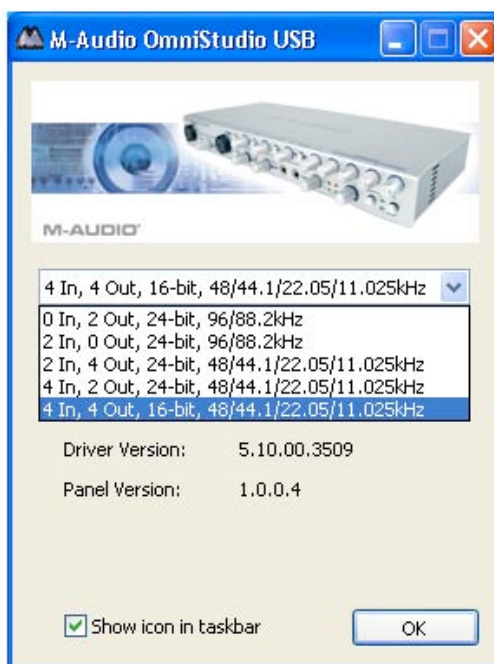 M-Audio OmniStudio USB
M-AUDIO
4 In, 4 Out, 16-bit, 48/44.1/22.05/11.025kHz
0 In, 2 Out, 24-bit, 96/88.2kHz
2 In, 0 Out, 24-bit, 96/88.2kHz
2 In, 4 Out, 24-bit, 48/44.1/22.05/11.025kHz
4 In, 2 Out, 24-bit, 48/44.1/22.05/11.025kHz
4 In, 4 Out, 16-bit, 48/44.1/22.05/11.025kHz
Driver Version: 5.10.00.3509
Panel Version: 1.0.0.4
Show icon in taskbar
OK